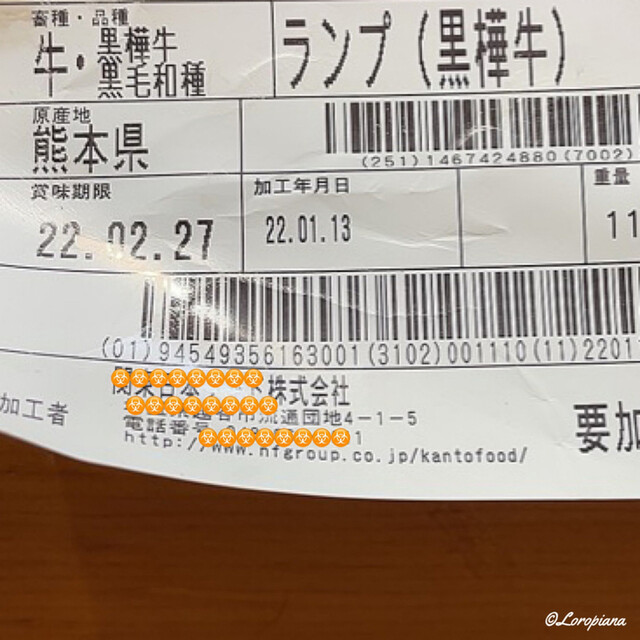 畜種・品種
牛・黒樺牛
黒毛和種
ランプ(黒樺牛)
原産地
熊本県
(251)1467424880(7002)
賞味期限
22.02.27
加工年月日
22.01.13
重量
11
(01)94549356163001(3102)001110(11)2201
加工者
株式会社
流通団地4-1-5
電話番号
1
http://www.nfgroup.co.jp/kantofood/
要加
©Loropiana